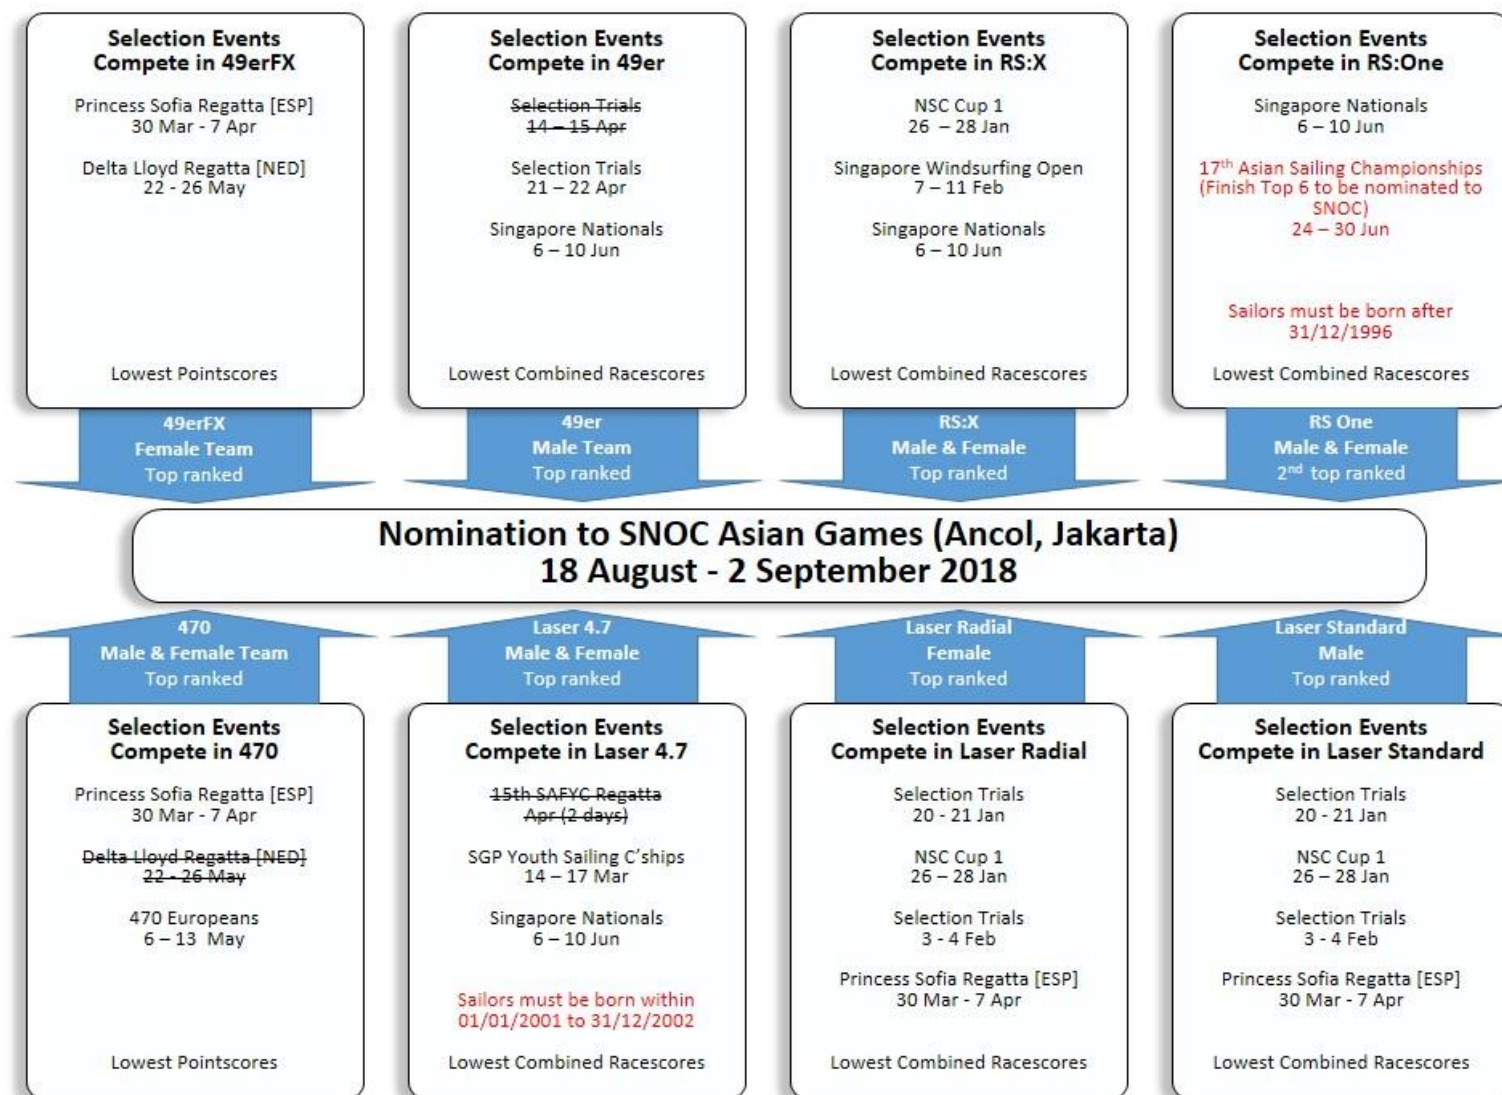 Selection Events
Compete in 49erFX
Princess Sofia Regatta [ESP]
30 Mar - 7 Apr
Delta Lloyd Regatta [NED]
22 - 26 May
Lowest Pointscores
49erFX
Female Team
Top ranked
Selection Events
Compete in 49er
Selection Trials
14 – 15 Apr
Selection Trials
21 – 22 Apr
Singapore Nationals
6 – 10 Jun
Lowest Combined Racescores
49er
Male Team
Top ranked
Selection Events
Compete in RS:X
NSC Cup 1
26 – 28 Jan
Singapore Windsurfing Open
7 – 11 Feb
Singapore Nationals
6 – 10 Jun
Lowest Combined Racescores
RS:X
Male & Female
Top ranked
Selection Events
Compete in RS:One
Singapore Nationals
6 – 10 Jun
17th Asian Sailing Championships
(Finish Top 6 to be nominated to
SNOC)
24 – 30 Jun
Sailors must be born after
31/12/1996
Lowest Combined Racescores
RS One
Male & Female
2nd top ranked
Nomination to SNOC Asian Games (Ancol, Jakarta)
18 August - 2 September 2018
470
Male & Female Team
Top ranked
Selection Events
Compete in 470
Princess Sofia Regatta [ESP]
30 Mar - 7 Apr
Delta Lloyd Regatta [NED]
22 - 26 May
470 Europeans
6 – 13 May
Lowest Pointscores
Laser 4.7
Male & Female
Top ranked
Selection Events
Compete in Laser 4.7
15th SAFYC Regatta
Apr (2 days)
SGP Youth Sailing C'ships
14 – 17 Mar
Singapore Nationals
6 – 10 Jun
Sailors must be born within
01/01/2001 to 31/12/2002
Lowest Combined Racescores
Laser Radial
Female
Top ranked
Selection Events
Compete in Laser Radial
Selection Trials
20 - 21 Jan
NSC Cup 1
26 – 28 Jan
Selection Trials
3 - 4 Feb
Princess Sofia Regatta [ESP]
30 Mar - 7 Apr
Lowest Combined Racescores
Laser Standard
Male
Top ranked
Selection Events
Compete in Laser Standard
Selection Trials
20 - 21 Jan
NSC Cup 1
26 – 28 Jan
Selection Trials
3 - 4 Feb
Princess Sofia Regatta [ESP]
30 Mar - 7 Apr
Lowest Combined Racescores